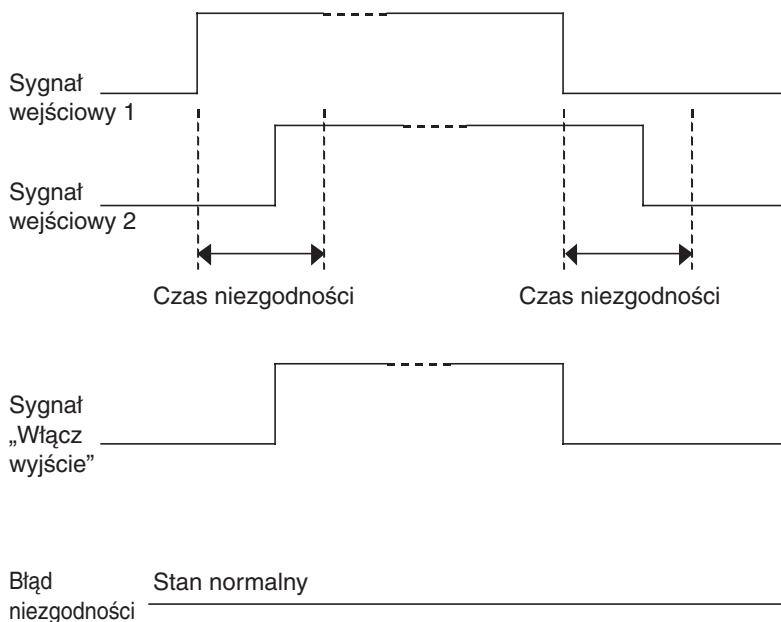 Sygnał
wejściowy 1
Sygnał
wejściowy 2
Czas niezgodności
Czas niezgodności
Sygnał
„Włącz
wyjście”
Błąd
niezgodności
Stan normalny